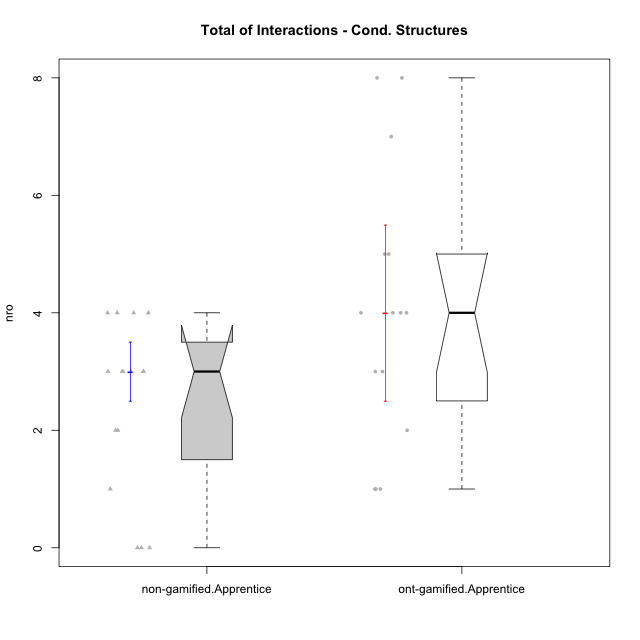 Total of Interactions - Cond. Structures
8
6
4
2
0
nro
non-gamified.Apprentice
ont-gamified.Apprentice